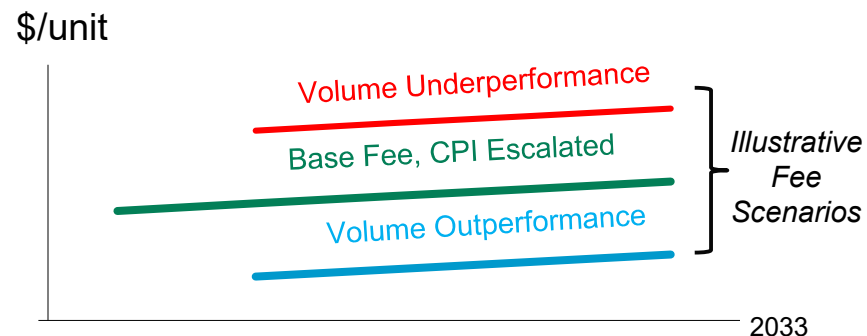 $/unit
Volume Underperformance
Base Fee, CPI Escalated
Volume Outperformance
Illustrative
Fee
Scenarios
2033